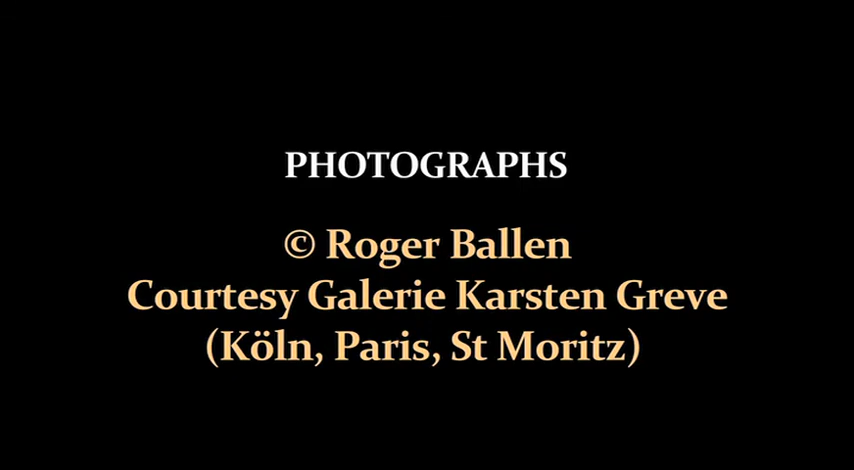 PHOTOGRAPHS
© Roger Ballen
Courtesy Galerie Karsten Greve
(Köln, Paris, St Moritz)